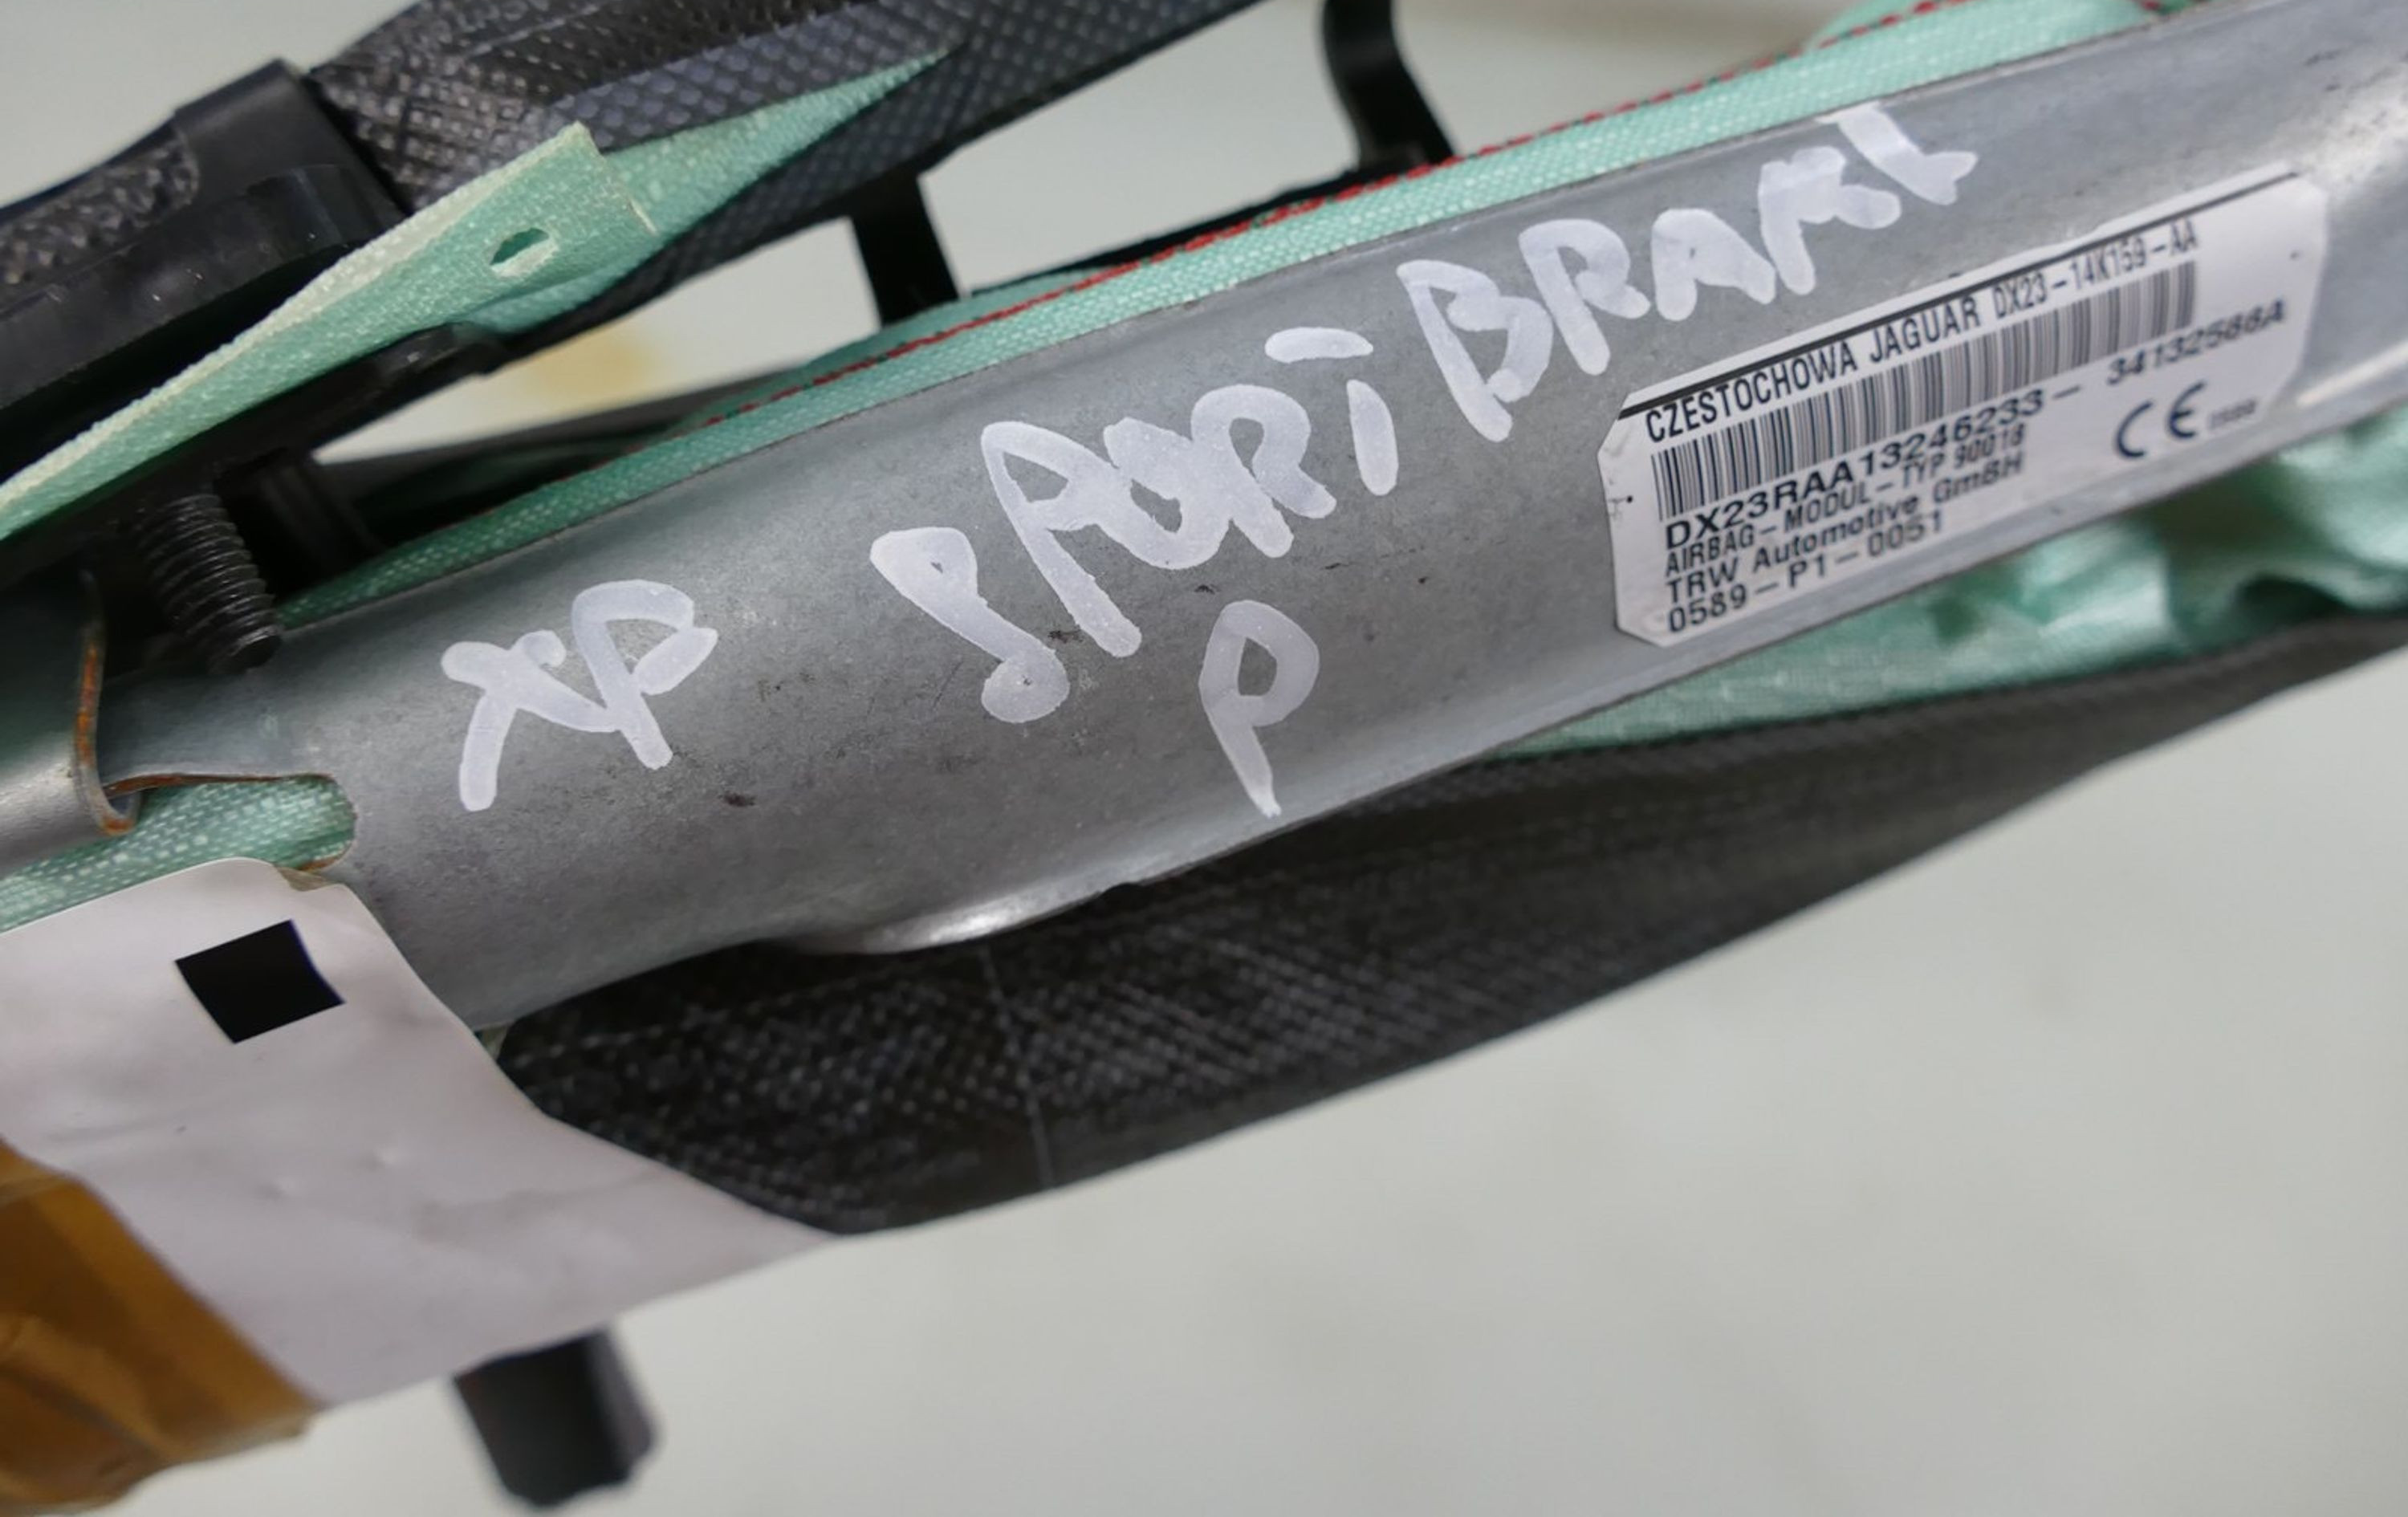 XF SPORTBRAKE
P
CZESTOCHOWA JAGUAR DX23-14K159-AA
DX23RAA13246233- 34132588A
AIRBAG-MODUL-TYP 90018
TRW Automotive GmBH
0589-P1-0051
CE 0589